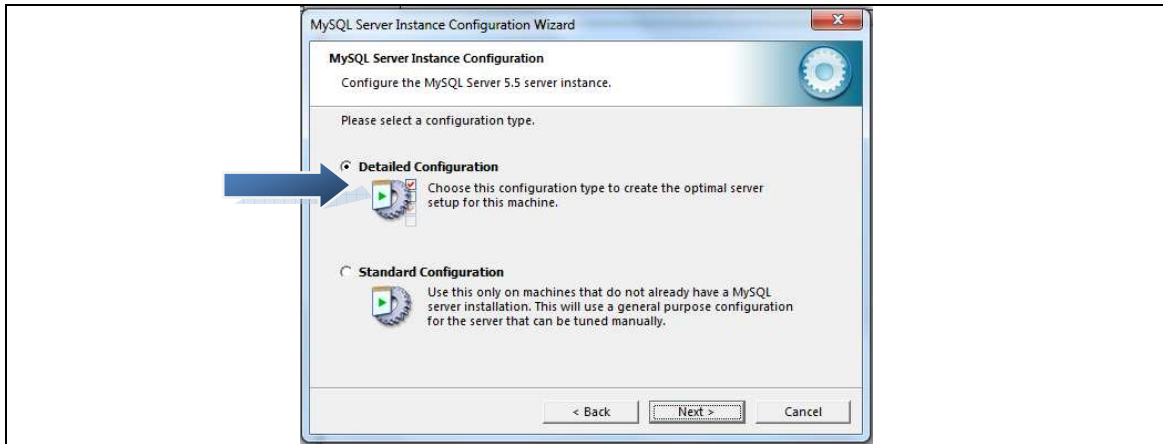 MySQL Server Instance Configuration Wizard
MySQL Server Instance Configuration
Configure the MySQL Server 5.5 server instance.
Please select a configuration type.
Detailed Configuration
Choose this configuration type to create the optimal server
setup for this machine.
Standard Configuration
Use this only on machines that do not already have a MySQL
server installation. This will use a general purpose configuration
for the server that can be tuned manually.
< Back Next > Cancel